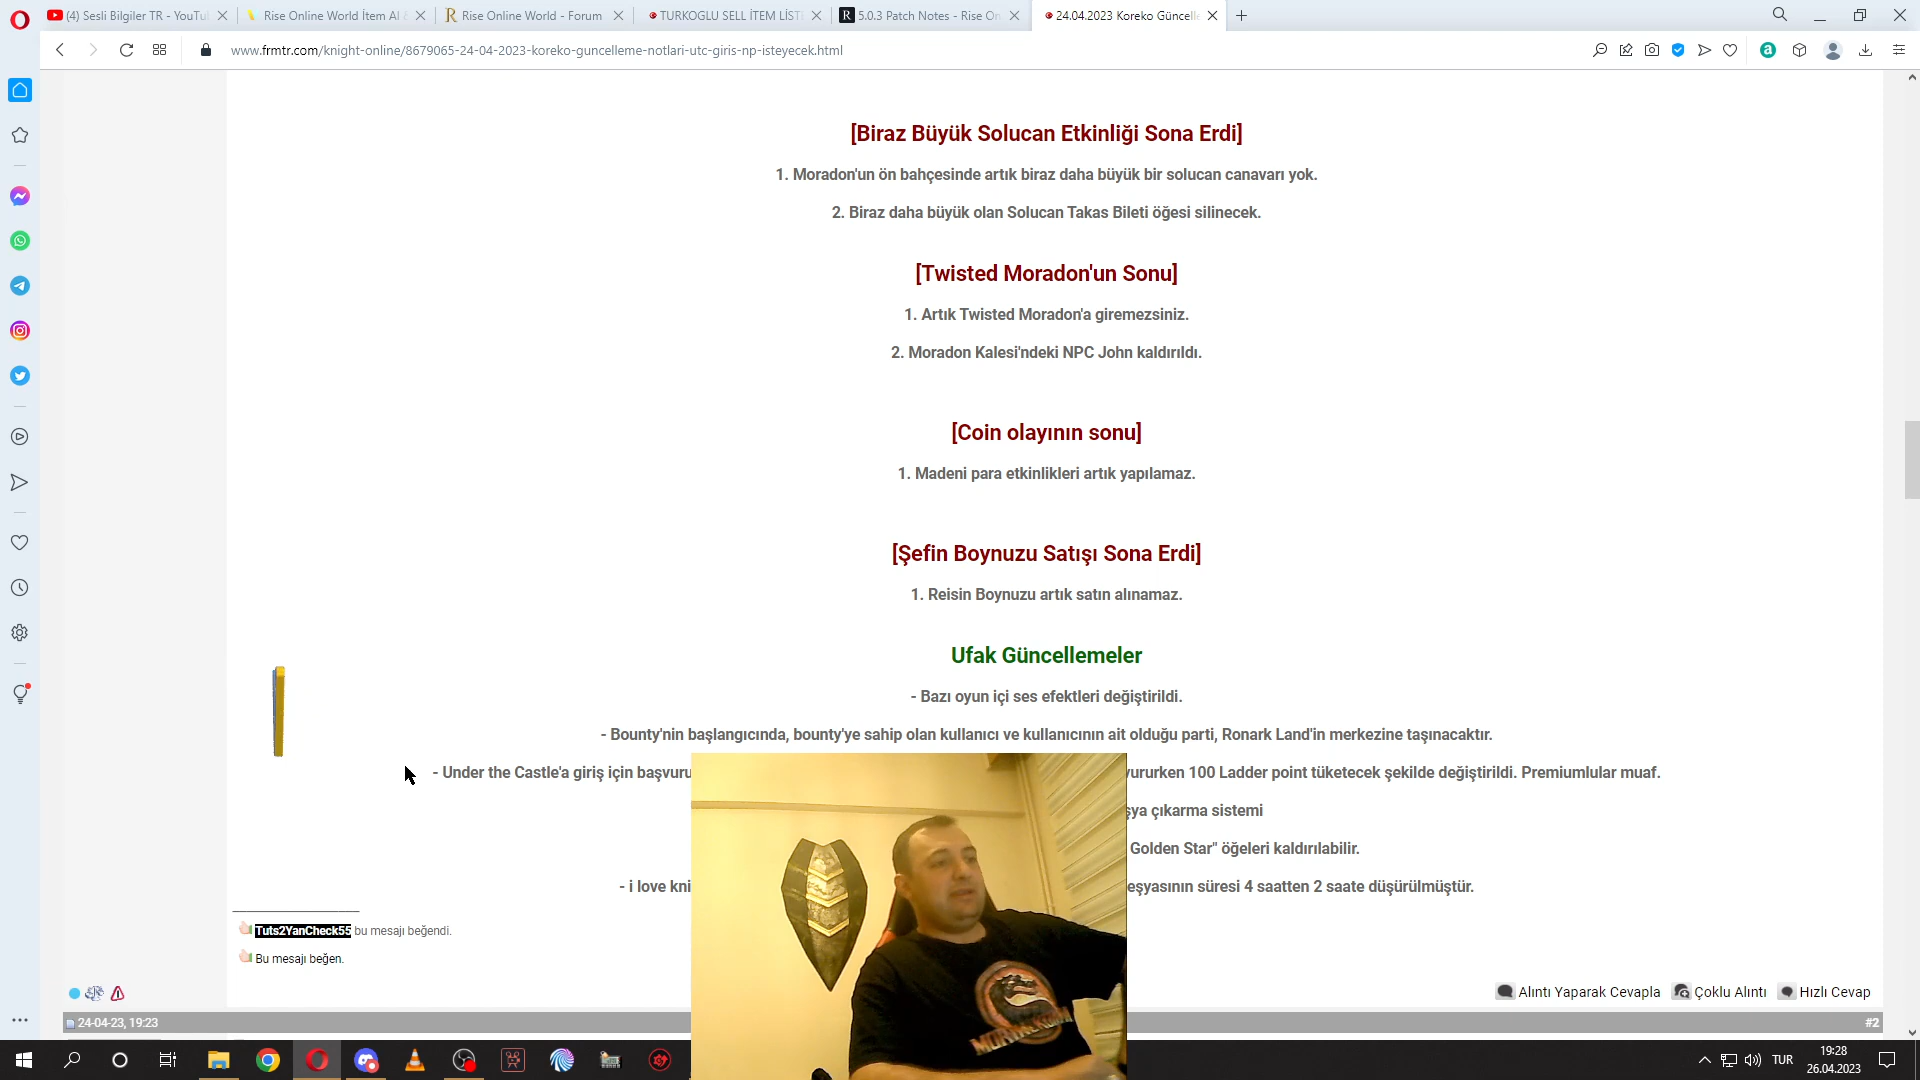 (4) Sesli Bilgiler TR - YouTu
Rise Online World İtem Al &
Rise Online World - Forum
TURKOGLU SELL İTEM LİSTİ
5.0.3 Patch Notes - Rise On
24.04.2023 Koreko Güncelle
www.frmtr.com/knight-online/8679065-24-04-2023-koreko-guncelleme-notlari-utc-giris-np-isteyecek.html
[Biraz Büyük Solucan Etkinliği Sona Erdi]
1. Moradon'un ön bahçesinde artık biraz daha büyük bir solucan canavarı yok.
2. Biraz daha büyük olan Solucan Takas Bileti öğesi silinecek.
[Twisted Moradon'un Sonu]
1. Artık Twisted Moradon'a giremezsiniz.
2. Moradon Kalesi'ndeki NPC John kaldırıldı.
[Coin olayının sonu]
1. Madeni para etkinlikleri artık yapılamaz.
[Şefin Boynuzu Satışı Sona Erdi]
1. Reisin Boynuzu artık satın alınamaz.
Ufak Güncellemeler
- Bazı oyun içi ses efektleri değiştirildi.
- Bounty'nin başlangıcında, bounty'ye sahip olan kullanıcı ve kullanıcının ait olduğu parti, Ronark Land'in merkezine taşınacaktır.
- Under the Castle'a giriş için başvuru vururken 100 Ladder point tüketecek şekilde değiştirildi. Premiumlular muaf.
şya çıkarma sistemi
Golden Star" öğeleri kaldırılabilir.
- i love kni eşyasının süresi 4 saatten 2 saate düşürülmüştür.
Tuts2YanCheck55 bu mesajı beğendi.
Bu mesajı beğen.
Alıntı Yaparak Cevapla Çoklu Alıntı Hızlı Cevap
24-04-23, 19:23
#2
TUR
19:28
26.04.2023